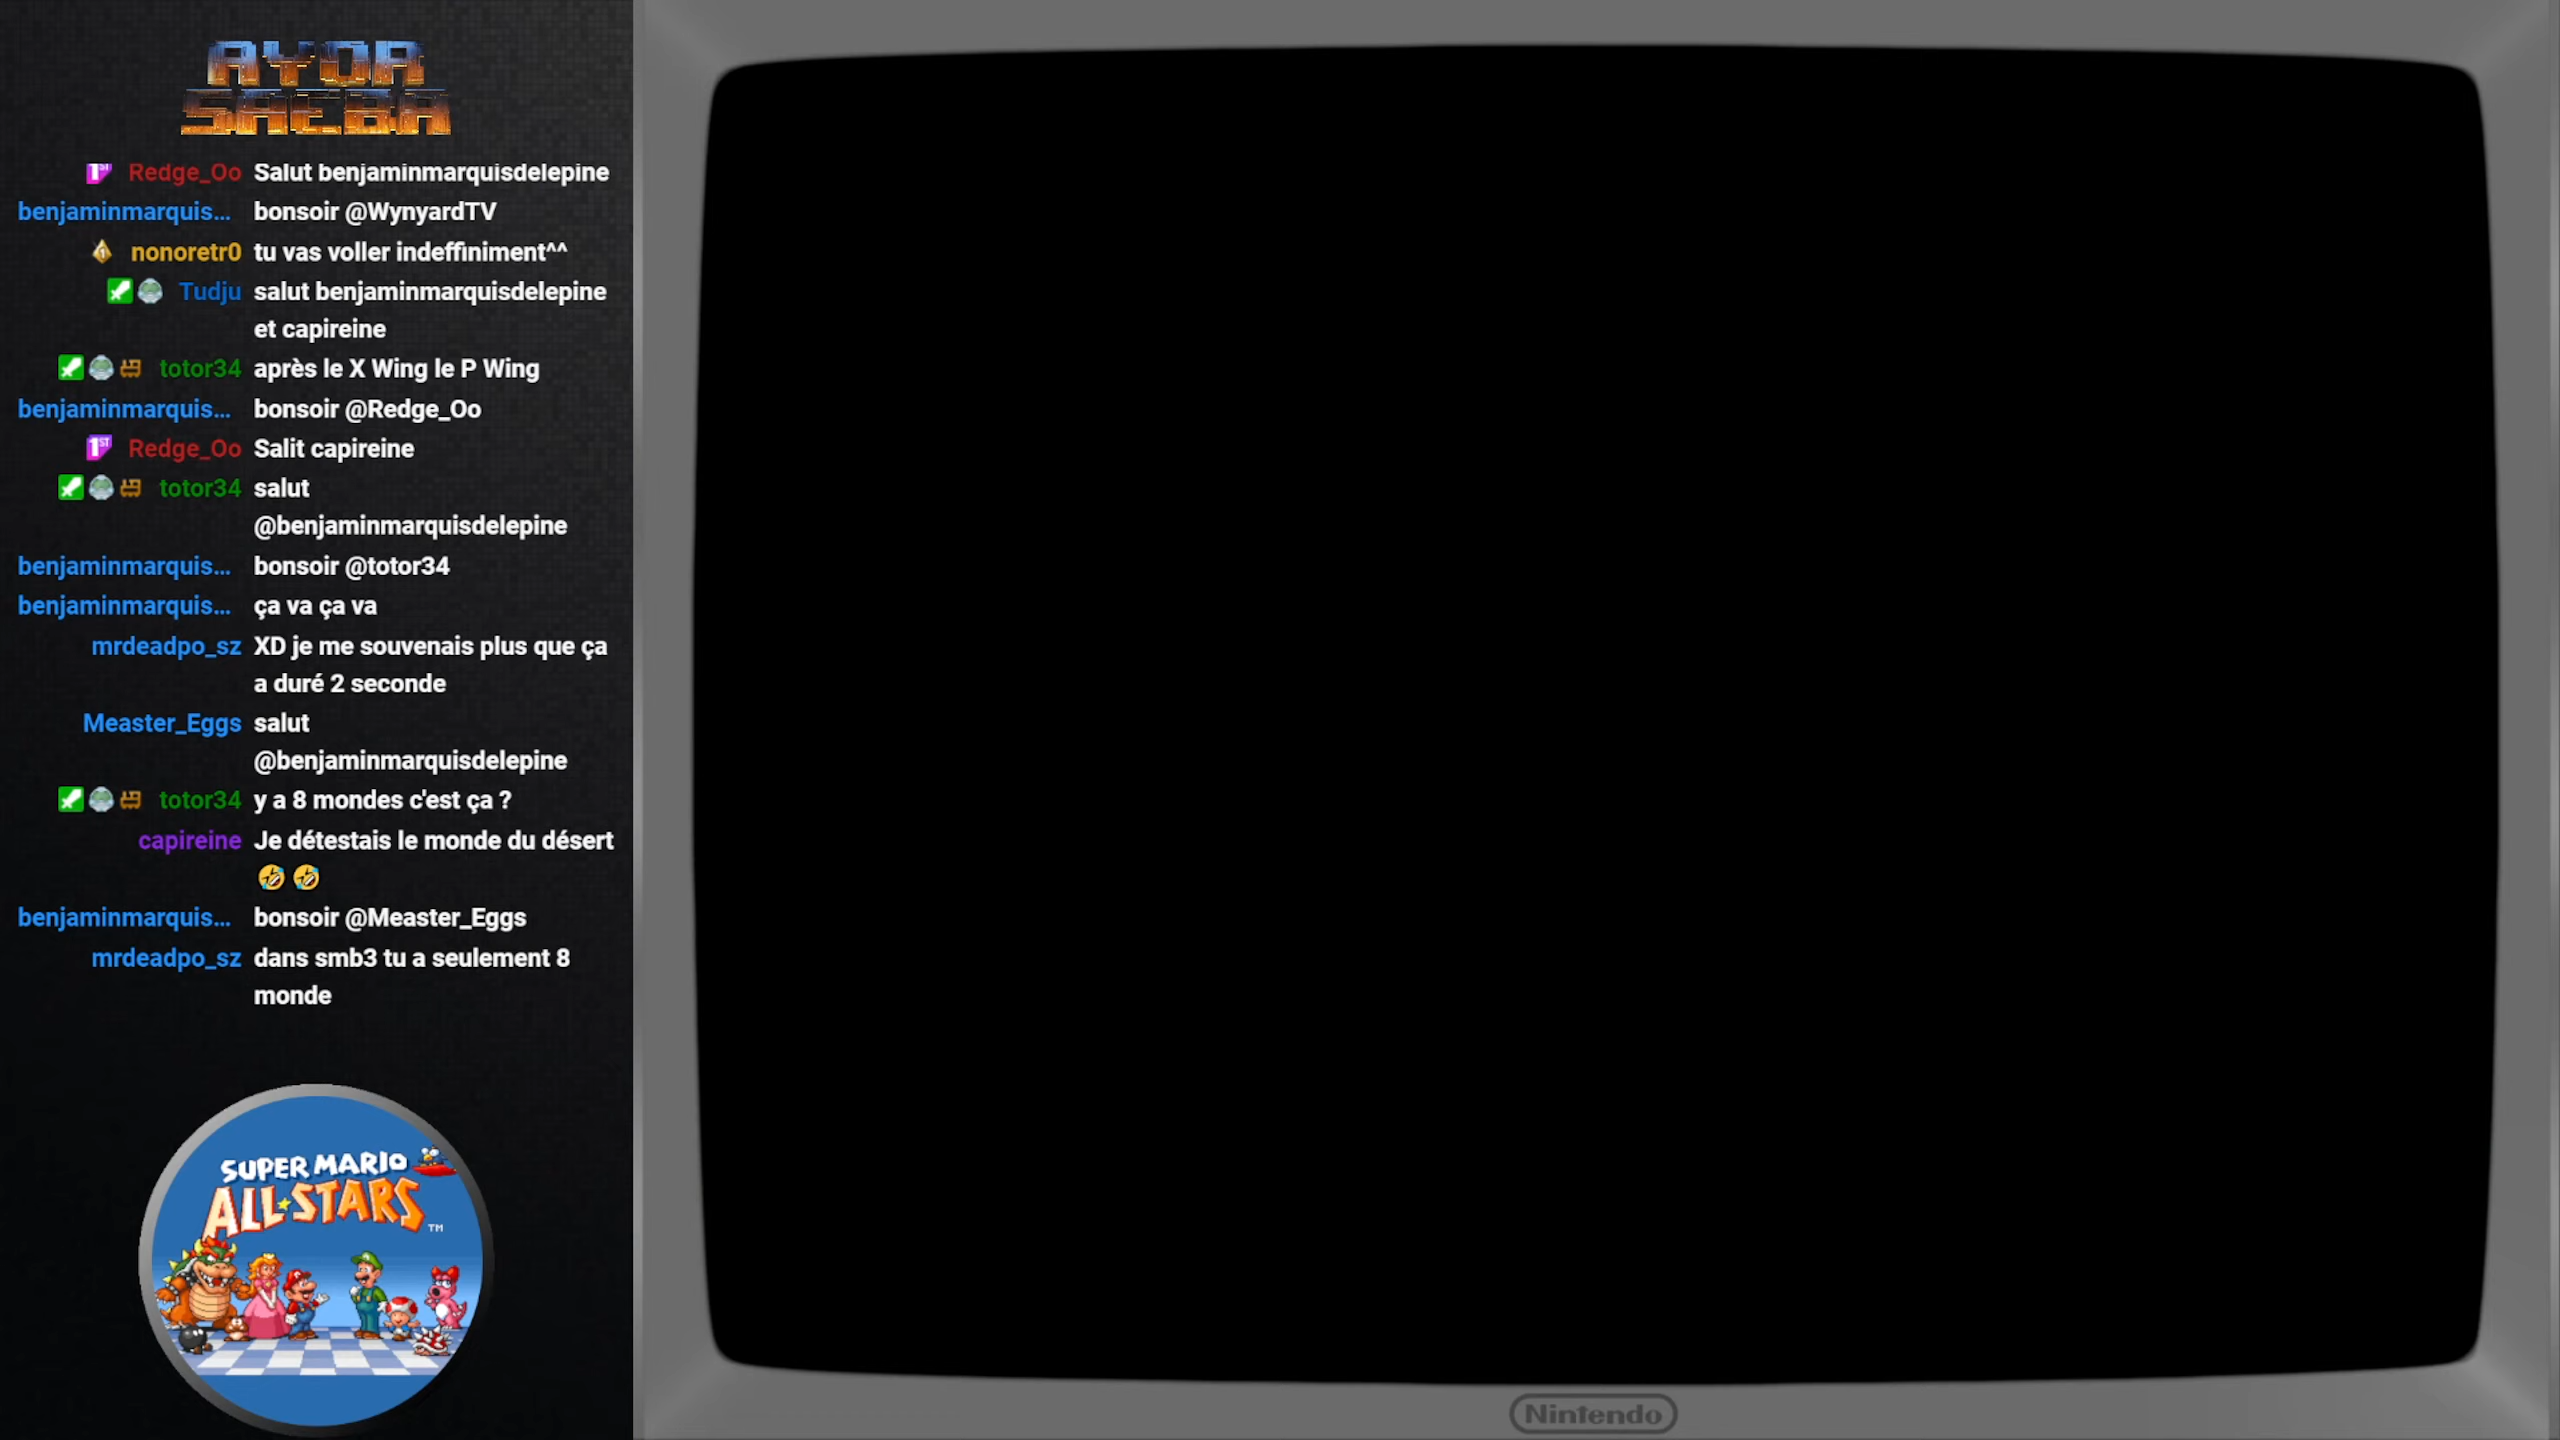 AYOR
SAEBA
Redge_Oo Salut benjaminmarquisdelepine
benjaminmarquis... bonsoir @WynyardTV
nonoretr0 tu vas voller indeffiniment^^
Tudju salut benjaminmarquisdelepine
et capireine
totor34 après le X Wing le P Wing
benjaminmarquis... bonsoir @Redge_Oo
1ST Redge_Oo Salit capireine
totor34 salut
@benjaminmarquisdelepine
benjaminmarquis... bonsoir @totor34
benjaminmarquis... ça va ça va
mrdeadpo_sz XD je me souvenais plus que ça
a duré 2 seconde
Measter_Eggs salut
@benjaminmarquisdelepine
totor34 y a 8 mondes c'est ça ?
capireine Je détestais le monde du désert
🤣 🤣
benjaminmarquis... bonsoir @Measter_Eggs
mrdeadpo_sz dans smb3 tu a seulement 8
monde
SUPER MARIO
ALL★STARS™
Nintendo